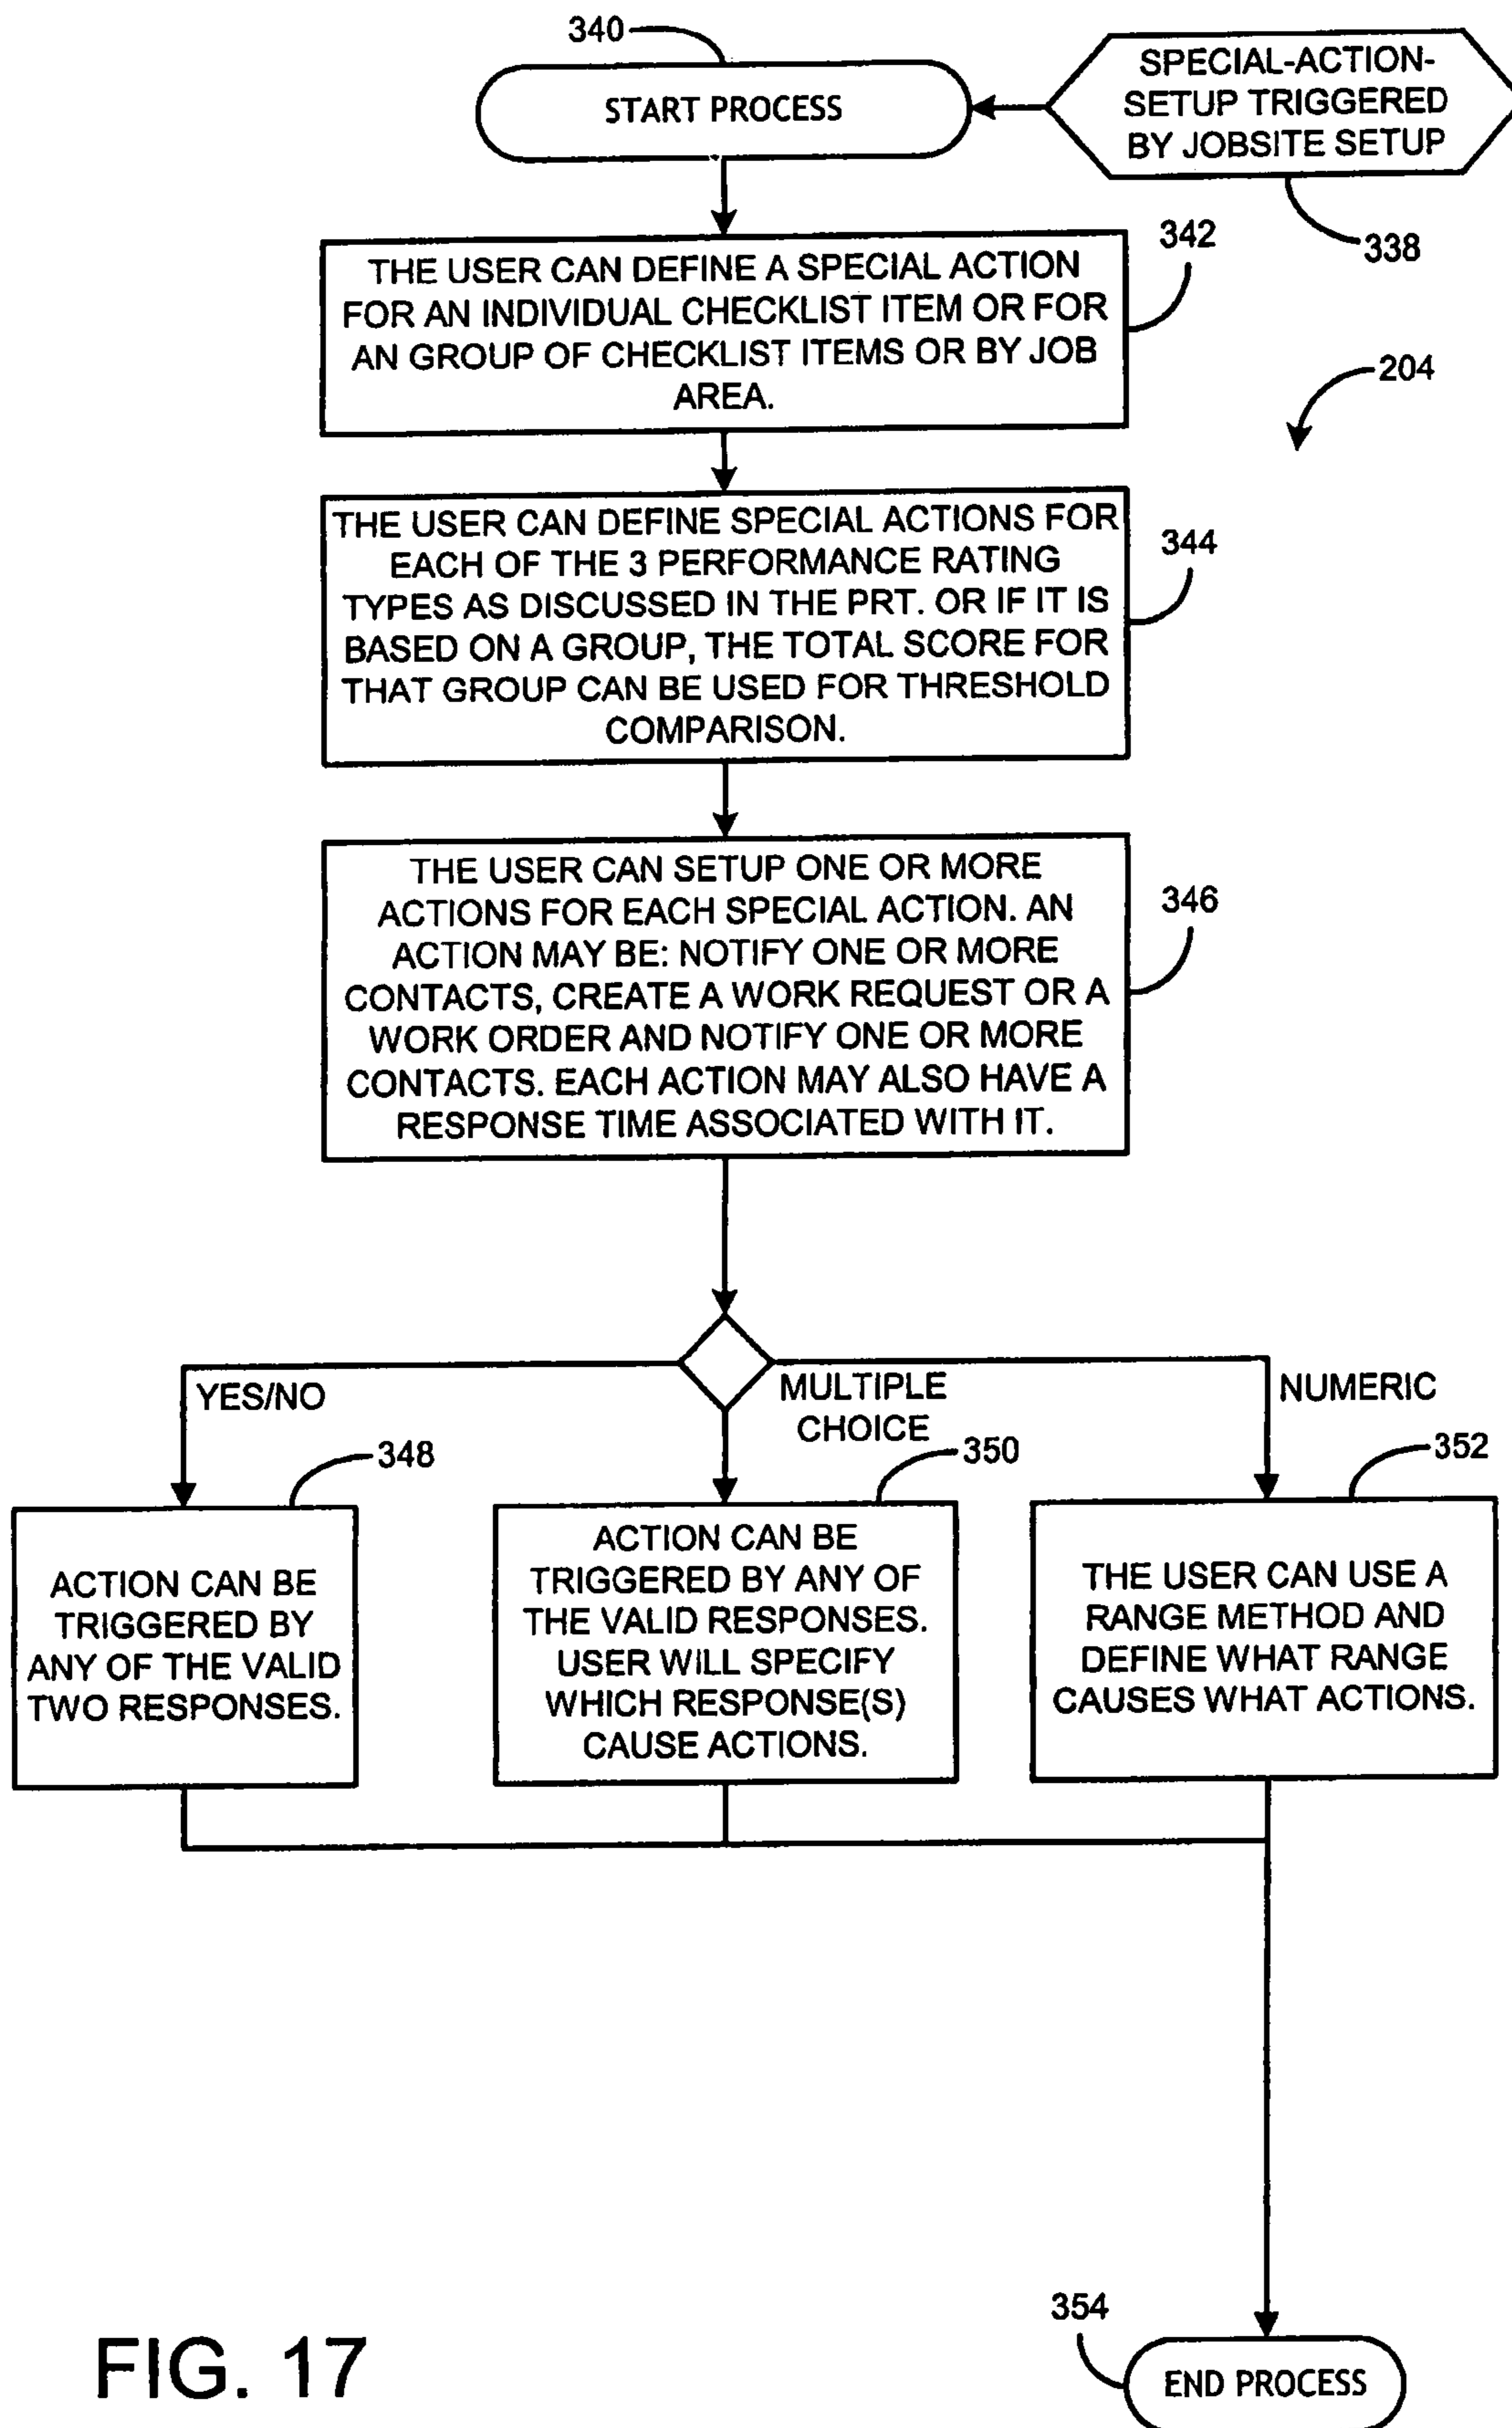 340
START PROCESS
SPECIAL-ACTION-
SETUP TRIGGERED
BY JOBSITE SETUP
338
342
THE USER CAN DEFINE A SPECIAL ACTION
FOR AN INDIVIDUAL CHECKLIST ITEM OR FOR
AN GROUP OF CHECKLIST ITEMS OR BY JOB
AREA.
204
THE USER CAN DEFINE SPECIAL ACTIONS FOR
EACH OF THE 3 PERFORMANCE RATING
TYPES AS DISCUSSED IN THE PRT. OR IF IT IS
BASED ON A GROUP, THE TOTAL SCORE FOR
THAT GROUP CAN BE USED FOR THRESHOLD
COMPARISON.
344
THE USER CAN SETUP ONE OR MORE
ACTIONS FOR EACH SPECIAL ACTION. AN
ACTION MAY BE: NOTIFY ONE OR MORE
CONTACTS, CREATE A WORK REQUEST OR A
WORK ORDER AND NOTIFY ONE OR MORE
CONTACTS. EACH ACTION MAY ALSO HAVE A
RESPONSE TIME ASSOCIATED WITH IT.
346
YES/NO
MULTIPLE
CHOICE
NUMERIC
348
350
352
ACTION CAN BE
TRIGGERED BY
ANY OF THE VALID
TWO RESPONSES.
ACTION CAN BE
TRIGGERED BY ANY OF
THE VALID RESPONSES.
USER WILL SPECIFY
WHICH RESPONSE(S)
CAUSE ACTIONS.
THE USER CAN USE A
RANGE METHOD AND
DEFINE WHAT RANGE
CAUSES WHAT ACTIONS.
354
END PROCESS
FIG. 17